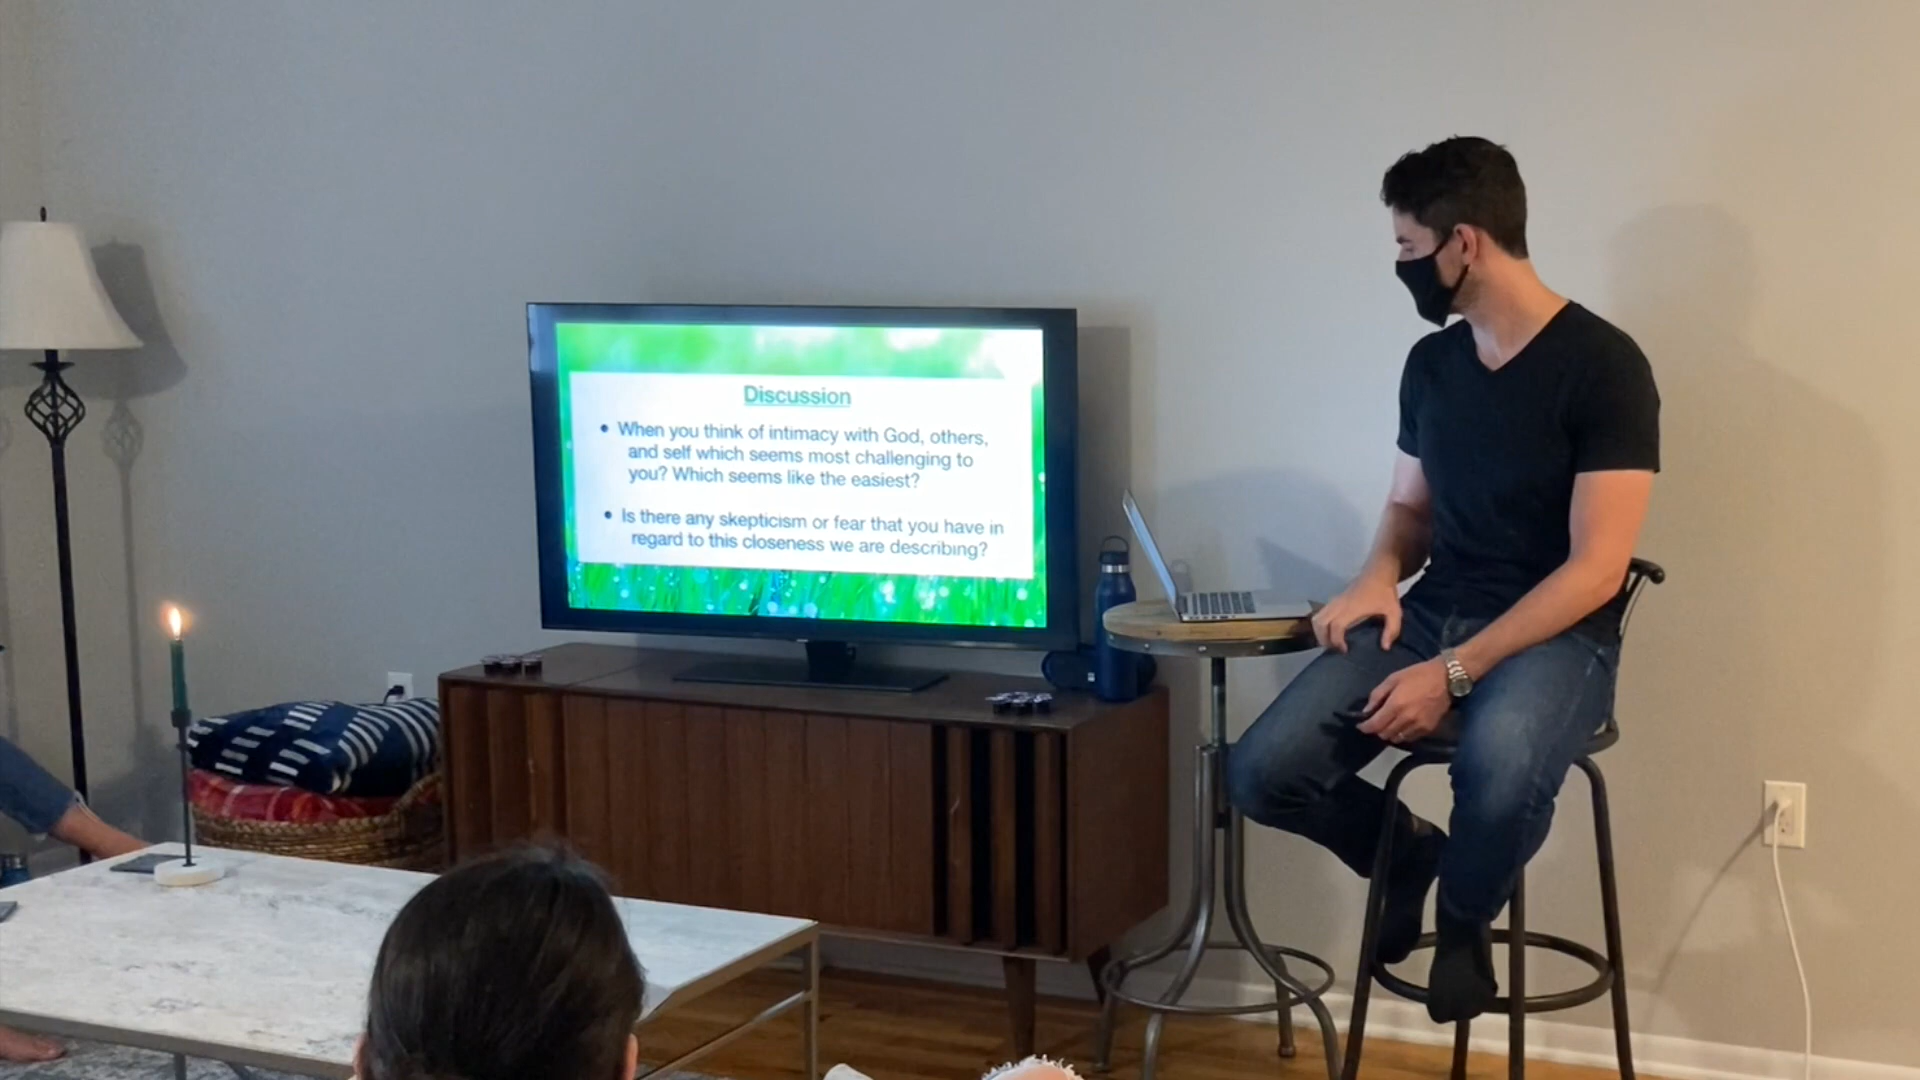 Discussion
• When you think of intimacy with God, others,
and self which seems most challenging to
you? Which seems like the easiest?
• Is there any skepticism or fear that you have in
regard to this closeness we are describing?